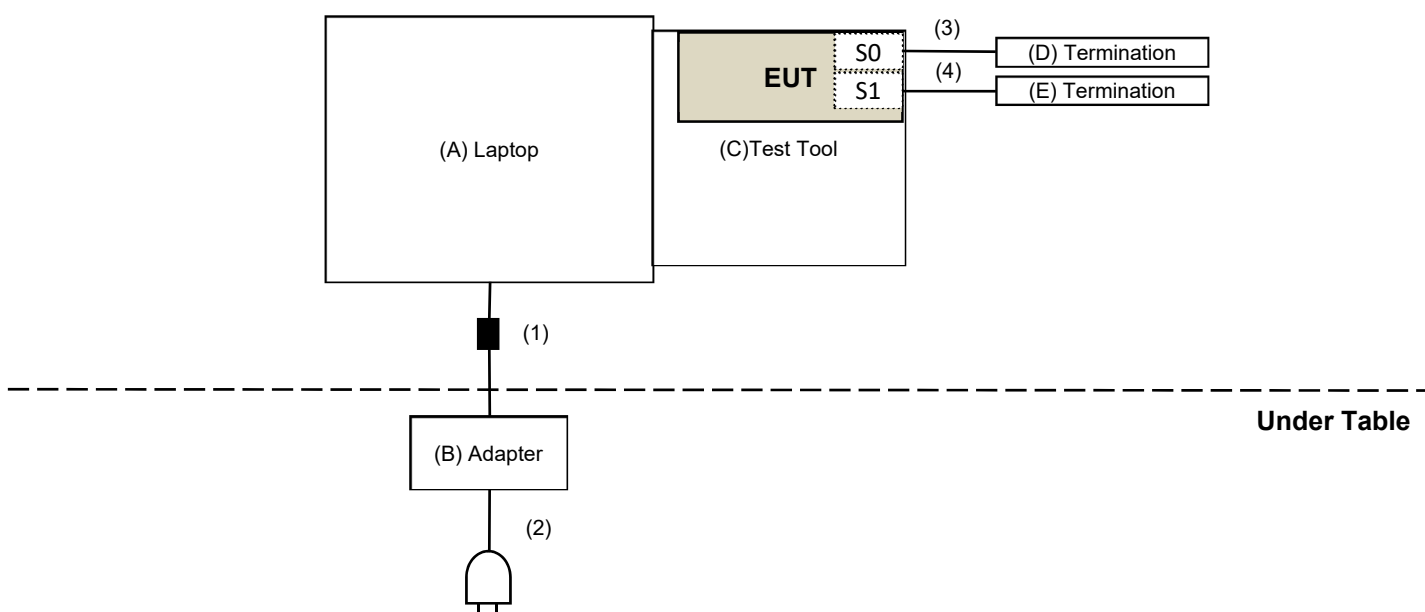 (3)
S0
(D) Termination
EUT
(4)
S1
(E) Termination
(A) Laptop
(C)Test Tool
(1)
Under Table
(B) Adapter
(2)